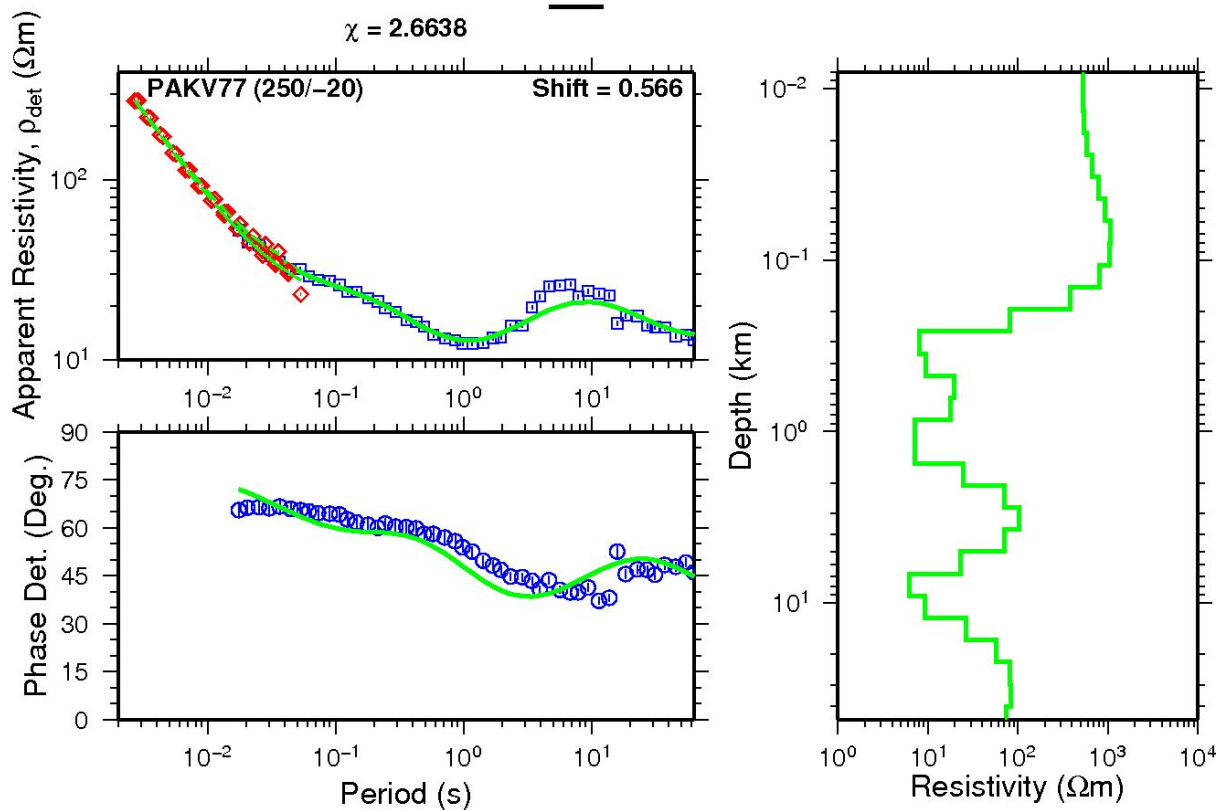 χ = 2.6638
PAKV77 (250/−20)
Shift = 0.566
Apparent Resistivity, ρdet (Ωm)
10²
10¹
10⁻² 10⁻¹ 10⁰ 10¹
Phase Det. (Deg.)
90
75
60
45
30
15
0
10⁻² 10⁻¹ 10⁰ 10¹
Period (s)
Depth (km)
10⁻²
10⁻¹
10⁰
10¹
10⁰ 10¹ 10² 10³ 10⁴
Resistivity (Ωm)